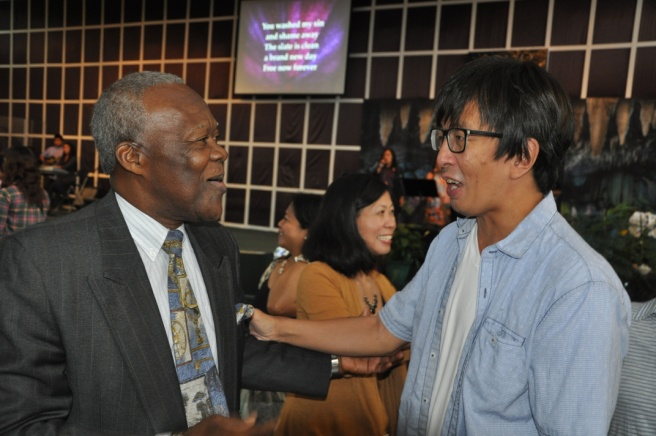 You washed my sin
and shame away
The slate is clean
a brand new day
Free now forever